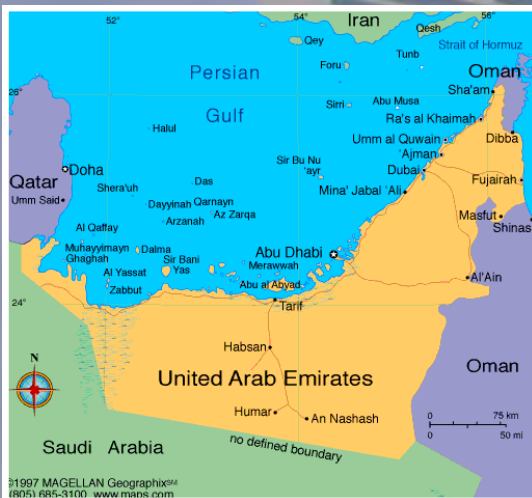 52°
54°
56°
Iran
Qesh
Qey
Strait of Hormuz
Foru
Tunb
Persian
Oman
Sha'am
26°
Sirri
Abu Musa
Gulf
Ra's al Khaimah
Halul
Umm al Quwain
'Ajman
Dibba
Doha
Sir Bu Nu
'ayr
Dubai
Qatar
Das
Fujairah
Shera'uh
Mina' Jabal 'Ali
Umm Said
Dayyinah
Qarnayn
Az Zarqa
Masfut
Arzanah
Shinas
Al Qaffay
Muhayyimayn
Dalma
Abu Dhabi
Ghaghah
Sir Bani
Yas
Merawwah
Al Yassat
Al'Ain
Zabbut
Abu al Abyad
24°
Tarif
Habsan
N
Oman
United Arab Emirates
Humar
An Nashash
0 75 km
0 50 mi
no defined boundary
Saudi Arabia
©1997 MAGELLAN Geographix℠
(805) 685-3100 www.maps.com